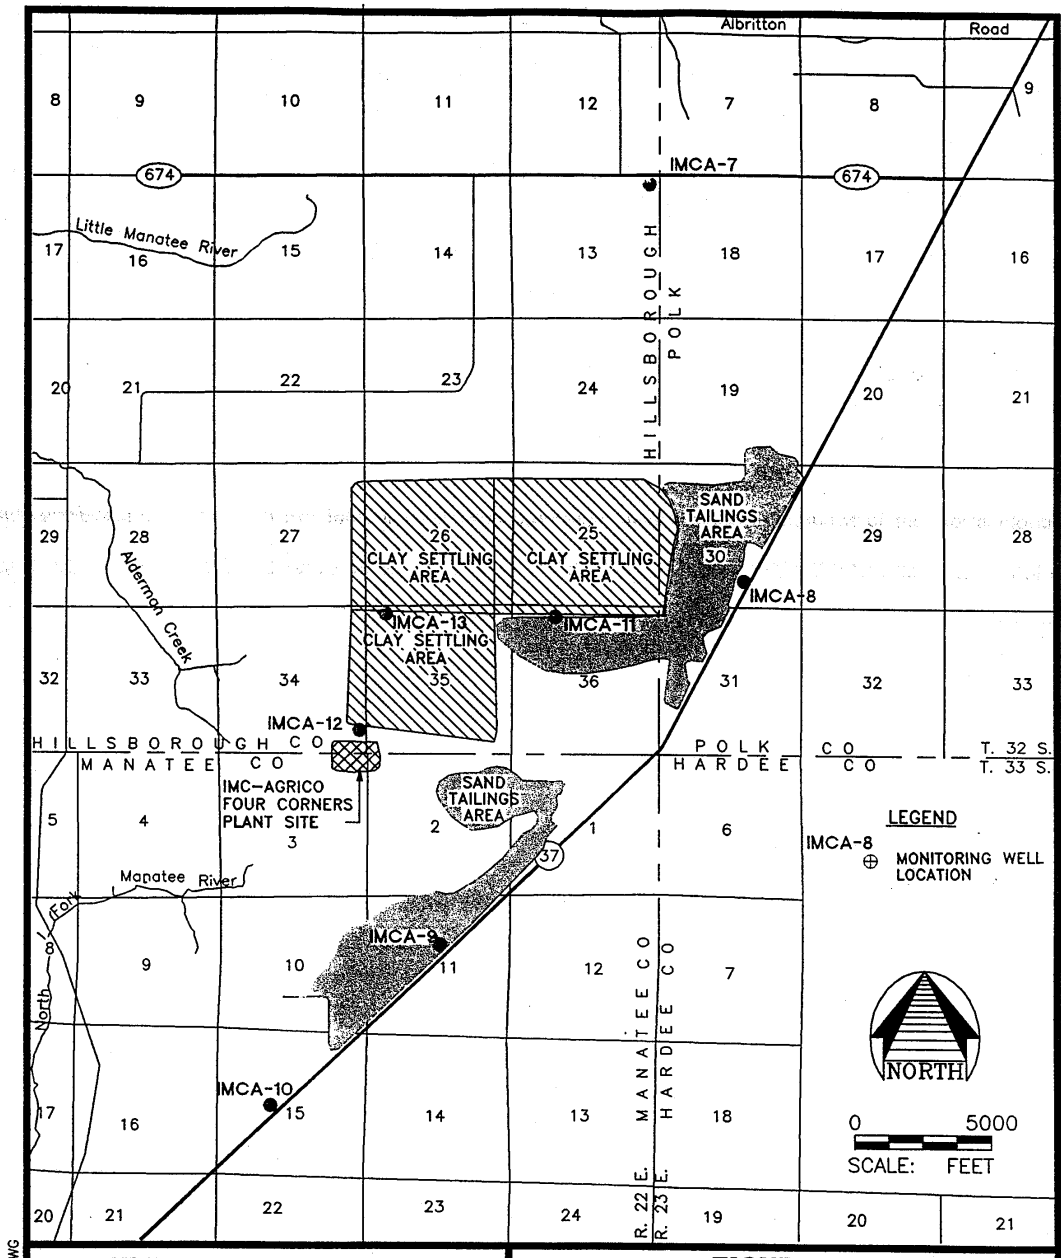 Albritton Road
8 9 10 11 12 7 8 9
IMCA-7
674 674
Little Manatee River
17 16 15 14 13 18 17 16
HILLSBOROUGH
POLK
20 21 22 23 24 19 20 21
SAND
TAILINGS
AREA
30
29 28 27 26 25 29 28
CLAY SETTLING
AREA
CLAY SETTLING
AREA
Alderman Creek
IMCA-8
IMCA-13
IMCA-11
CLAY SETTLING
AREA
32 33 34 35 36 31 32 33
IMCA-12
HILLSBOROUGH CO
MANATEE CO
POLK CO
HARDEE CO
T. 32 S.
T. 33 S.
IMC-AGRICO
FOUR CORNERS
PLANT SITE
SAND
TAILINGS
AREA
5 4 3 2 1 6
37
LEGEND
IMCA-8
MONITORING WELL
LOCATION
North Fork Manatee River
8 9 10 11 12 7
IMCA-9
MANATEE CO
HARDEE CO
NORTH
IMCA-10
17 16 15 14 13 18
0 5000
SCALE: FEET
R. 22 E.
R. 23 E.
20 21 22 23 24 19 20 21
WG